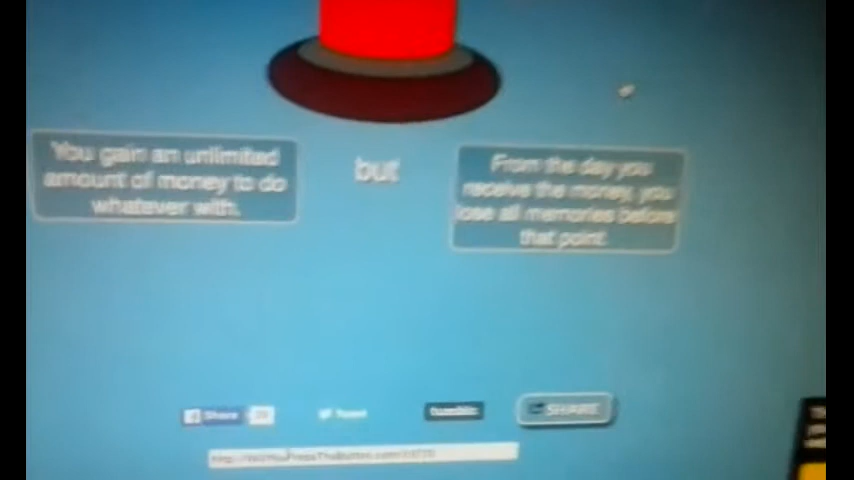 You gain an unlimited
amount of money to do
whatever with.
but
From the day you
receive the money, you
lose all memories before
that point
Share
Tweet
tumblr.
SHARE